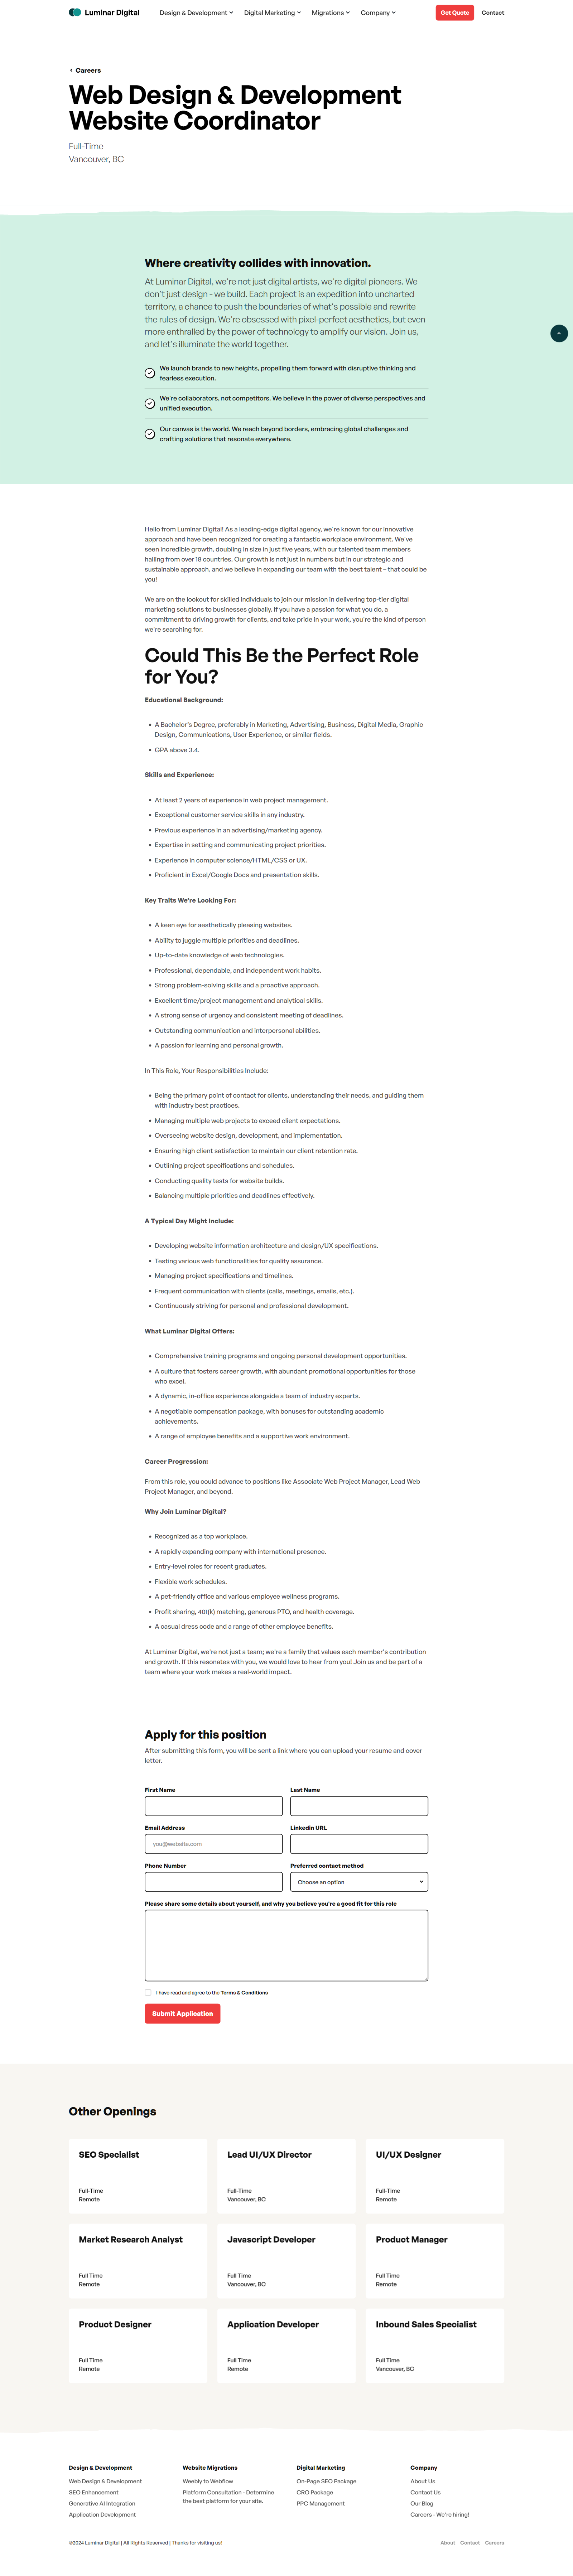 Luminar Digital
Design & Development
Digital Marketing
Migrations
Company
Get Quote
Contact
Careers
Web Design & Development
Website Coordinator
Full-Time
Vancouver, BC
Where creativity collides with innovation.
At Luminar Digital, we're not just digital artists, we're digital pioneers. We
don't just design - we build. Each project is an expedition into uncharted
territory, a chance to push the boundaries of what's possible and rewrite
the rules of design. We're obsessed with pixel-perfect aesthetics, but even
more enthralled by the power of technology to amplify our vision. Join us,
and let's illuminate the world together.
We launch brands to new heights, propelling them forward with disruptive thinking and
fearless execution.
We're collaborators, not competitors. We believe in the power of diverse perspectives and
unified execution.
Our canvas is the world. We reach beyond borders, embracing global challenges and
crafting solutions that resonate everywhere.
Hello from Luminar Digital! As a leading-edge digital agency, we're known for our innovative
approach and have been recognized for creating a fantastic workplace environment. We've
seen incredible growth, doubling in size in just five years, with our talented team members
hailing from over 18 countries. Our growth is not just in numbers but in our strategic and
sustainable approach, and we believe in expanding our team with the best talent – that could be
you!
We are on the lookout for skilled individuals to join our mission in delivering top-tier digital
marketing solutions to businesses globally. If you have a passion for what you do, a
commitment to driving growth for clients, and take pride in your work, you're the kind of person
we're searching for.
Could This Be the Perfect Role
for You?
Educational Background:
A Bachelor's Degree, preferably in Marketing, Advertising, Business, Digital Media, Graphic
Design, Communications, User Experience, or similar fields.
GPA above 3.4.
Skills and Experience:
At least 2 years of experience in web project management.
Exceptional customer service skills in any industry.
Previous experience in an advertising/marketing agency.
Expertise in setting and communicating project priorities.
Experience in computer science/HTML/CSS or UX.
Proficient in Excel/Google Docs and presentation skills.
Key Traits We're Looking For:
A keen eye for aesthetically pleasing websites.
Ability to juggle multiple priorities and deadlines.
Up-to-date knowledge of web technologies.
Professional, dependable, and independent work habits.
Strong problem-solving skills and a proactive approach.
Excellent time/project management and analytical skills.
A strong sense of urgency and consistent meeting of deadlines.
Outstanding communication and interpersonal abilities.
A passion for learning and personal growth.
In This Role, Your Responsibilities Include:
Being the primary point of contact for clients, understanding their needs, and guiding them
with industry best practices.
Managing multiple web projects to exceed client expectations.
Overseeing website design, development, and implementation.
Ensuring high client satisfaction to maintain our client retention rate.
Outlining project specifications and schedules.
Conducting quality tests for website builds.
Balancing multiple priorities and deadlines effectively.
A Typical Day Might Include:
Developing website information architecture and design/UX specifications.
Testing various web functionalities for quality assurance.
Managing project specifications and timelines.
Frequent communication with clients (calls, meetings, emails, etc.).
Continuously striving for personal and professional development.
What Luminar Digital Offers:
Comprehensive training programs and ongoing personal development opportunities.
A culture that fosters career growth, with abundant promotional opportunities for those
who excel.
A dynamic, in-office experience alongside a team of industry experts.
A negotiable compensation package, with bonuses for outstanding academic
achievements.
A range of employee benefits and a supportive work environment.
Career Progression:
From this role, you could advance to positions like Associate Web Project Manager, Lead Web
Project Manager, and beyond.
Why Join Luminar Digital?
Recognized as a top workplace.
A rapidly expanding company with international presence.
Entry-level roles for recent graduates.
Flexible work schedules.
A pet-friendly office and various employee wellness programs.
Profit sharing, 401(k) matching, generous PTO, and health coverage.
A casual dress code and a range of other employee benefits.
At Luminar Digital, we're not just a team; we're a family that values each member's contribution
and growth. If this resonates with you, we would love to hear from you! Join us and be part of a
team where your work makes a real-world impact.
Apply for this position
After submitting this form, you will be sent a link where you can upload your resume and cover
letter.
First Name
Last Name
Email Address
Linkedin URL
you@website.com
Phone Number
Preferred contact method
Choose an option
Please share some details about yourself, and why you believe you're a good fit for this role
I have read and agree to the Terms & Conditions
Submit Application
Other Openings
SEO Specialist
Full-Time
Remote
Lead UI/UX Director
Full-Time
Vancouver, BC
UI/UX Designer
Full-Time
Remote
Market Research Analyst
Full Time
Remote
Javascript Developer
Full Time
Vancouver, BC
Product Manager
Full Time
Remote
Product Designer
Full Time
Remote
Application Developer
Full Time
Remote
Inbound Sales Specialist
Full Time
Vancouver, BC
Design & Development
Web Design & Development
SEO Enhancement
Generative AI Integration
Application Development
Website Migrations
Weebly to Webflow
Platform Consultation - Determine
the best platform for your site.
Digital Marketing
On-Page SEO Package
CRO Package
PPC Management
Company
About Us
Contact Us
Our Blog
Careers - We're hiring!
©2024 Luminar Digital | All Rights Reserved | Thanks for visiting us!
About
Contact
Careers